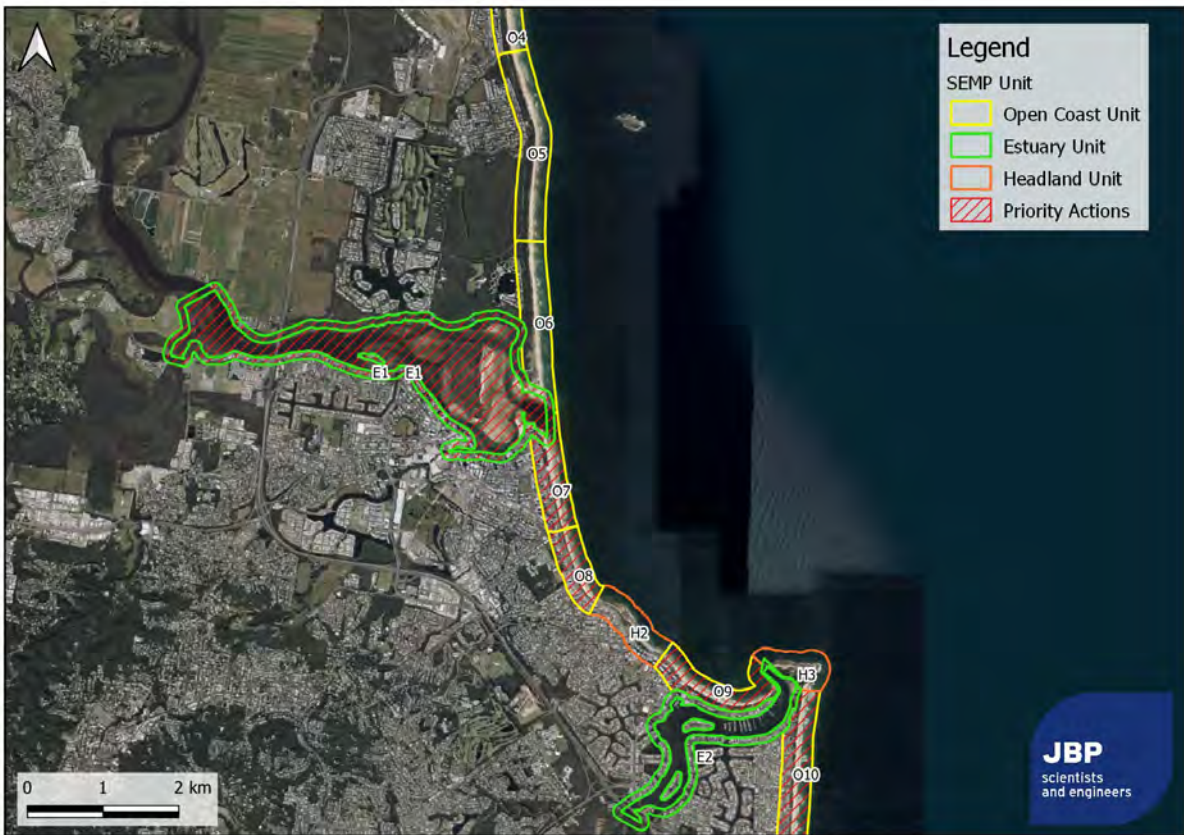 Legend
SEMP Unit
Open Coast Unit
Estuary Unit
Headland Unit
Priority Actions
O4
O5
O6
E1 E1
O7
O8
H2
H3
O9
E2
O10
0 1 2 km
JBP
scientists
and engineers